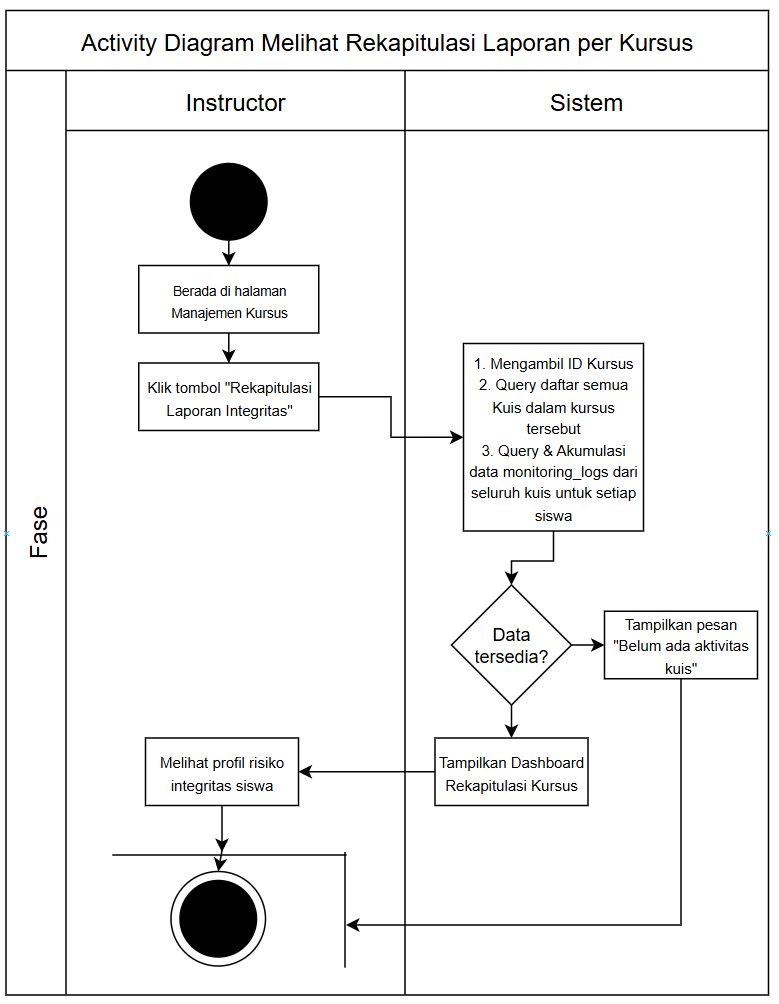 Activity Diagram Melihat Rekapitulasi Laporan per Kursus
Instructor
Sistem
Fase
Berada di halaman
Manajemen Kursus
Klik tombol "Rekapitulasi
Laporan Integritas"
1. Mengambil ID Kursus
2. Query daftar semua
Kuis dalam kursus
tersebut
3. Query & Akumulasi
data monitoring_logs dari
seluruh kuis untuk setiap
siswa
Data
tersedia?
Tampilkan pesan
"Belum ada aktivitas
kuis"
Tampilkan Dashboard
Rekapitulasi Kursus
Melihat profil risiko
integritas siswa